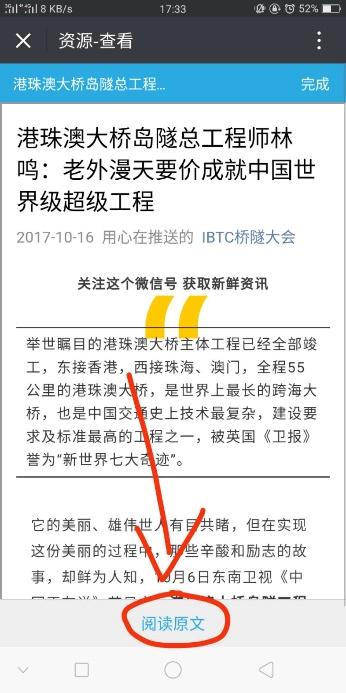 8 KB/s
17:33
52%
资源-查看
港珠澳大桥岛隧总工程...
完成
港珠澳大桥岛隧总工程师林
鸣：老外漫天要价成就中国世
界级超级工程
2017-10-16 用心在推送的 IBTC桥隧大会
关注这个微信号 获取新鲜资讯
举世瞩目的港珠澳大桥主体工程已经全部竣
工，东接香港，西接珠海、澳门，全程55
公里的港珠澳大桥，是世界上最长的跨海大
桥，也是中国交通史上技术最复杂，建设要
求及标准最高的工程之一，被英国《卫报》
誉为“新世界七大奇迹”。
它的美丽、雄伟世人有目共睹，但在实现
这份美丽的过程中，那些辛酸和励志的故
事，却鲜为人知，10月6日东南卫视《中
阅读原文